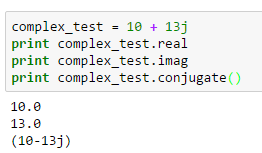 complex_test = 10 + 13j
print complex_test.real
print complex_test.imag
print complex_test.conjugate()
10.0
13.0
(10-13j)